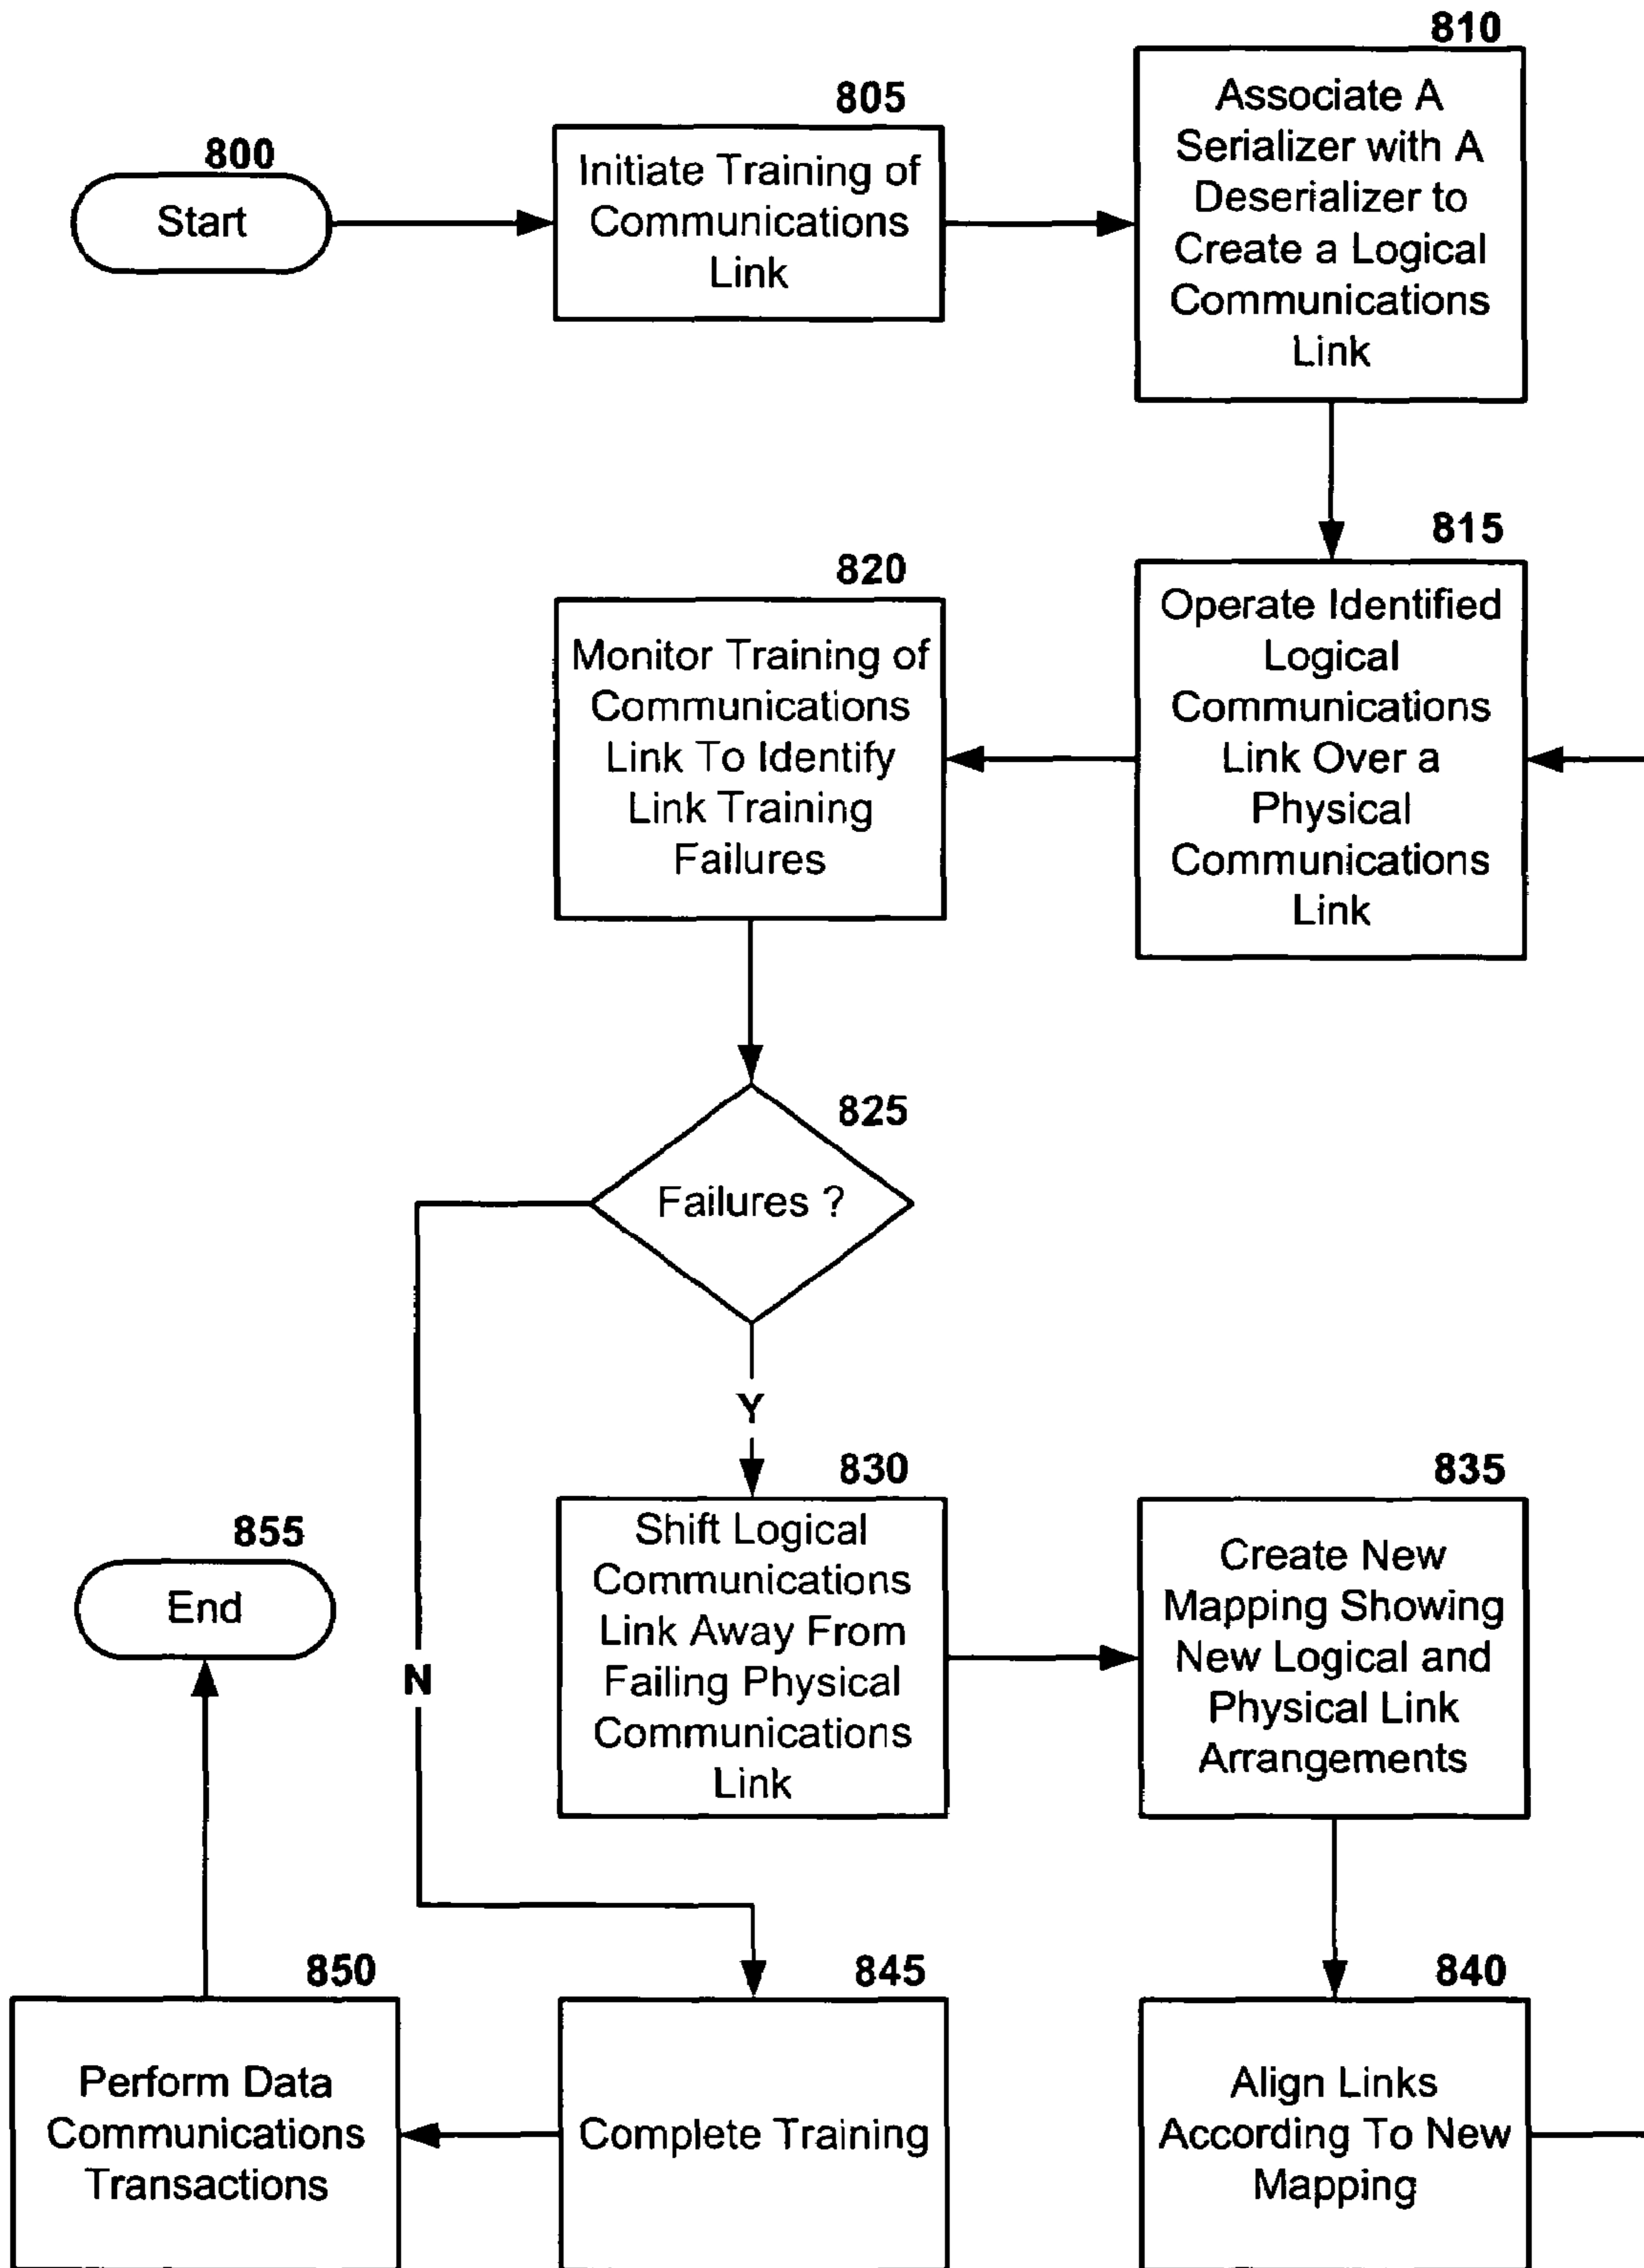 800
Start
805
Initiate Training of
Communications
Link
810
Associate A
Serializer with A
Deserializer to
Create a Logical
Communications
Link
815
Operate Identified
Logical
Communications
Link Over a
Physical
Communications
Link
820
Monitor Training of
Communications
Link To Identify
Link Training
Failures
825
Failures ?
Y
N
830
Shift Logical
Communications
Link Away From
Failing Physical
Communications
Link
835
Create New
Mapping Showing
New Logical and
Physical Link
Arrangements
840
Align Links
According To New
Mapping
845
Complete Training
850
Perform Data
Communications
Transactions
855
End